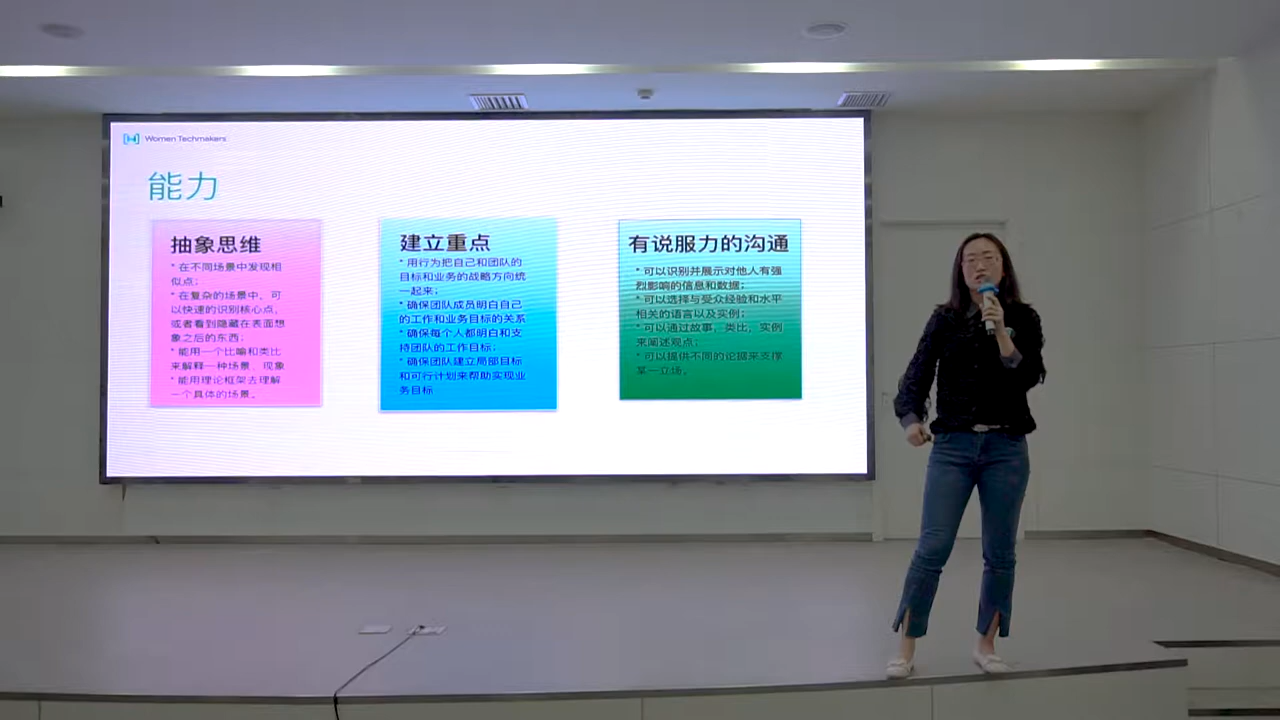 Women Techmakers
能力
抽象思维
* 在不同场景中发现相
似点；
* 在复杂的场景中，可
以快速的识别核心点，
或者看到隐藏在表面想
象之后的东西；
* 能用一个比喻和类比
来解释一种场景，现象
* 能用理论框架去理解
一个具体的场景。
建立重点
* 用行为把自己和团队的
目标和业务的战略方向统
一起来；
* 确保团队成员明白自己
的工作和业务目标的关系
* 确保每个人都明白和支
持团队的工作目标；
* 确保团队建立局部目标
和可行计划来帮助实现业
务目标
有说服力的沟通
* 可以识别并展示对他人有强
烈影响的信息和数据；
* 可以选择与受众经验和水平
相关的语言以及实例；
* 可以通过故事，类比，实例
来阐述观点；
* 可以提供不同的论据来支撑
某一立场。